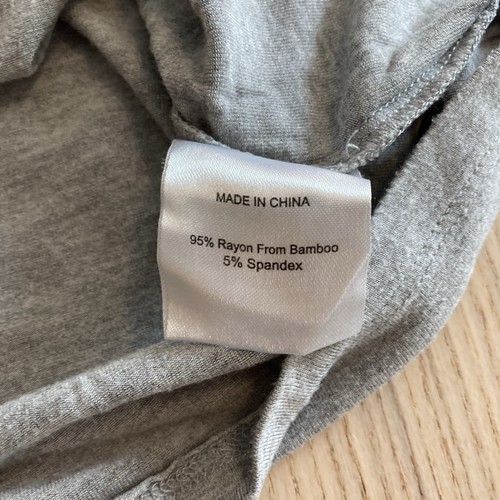 MADE IN CHINA
95% Rayon From Bamboo
5% Spandex